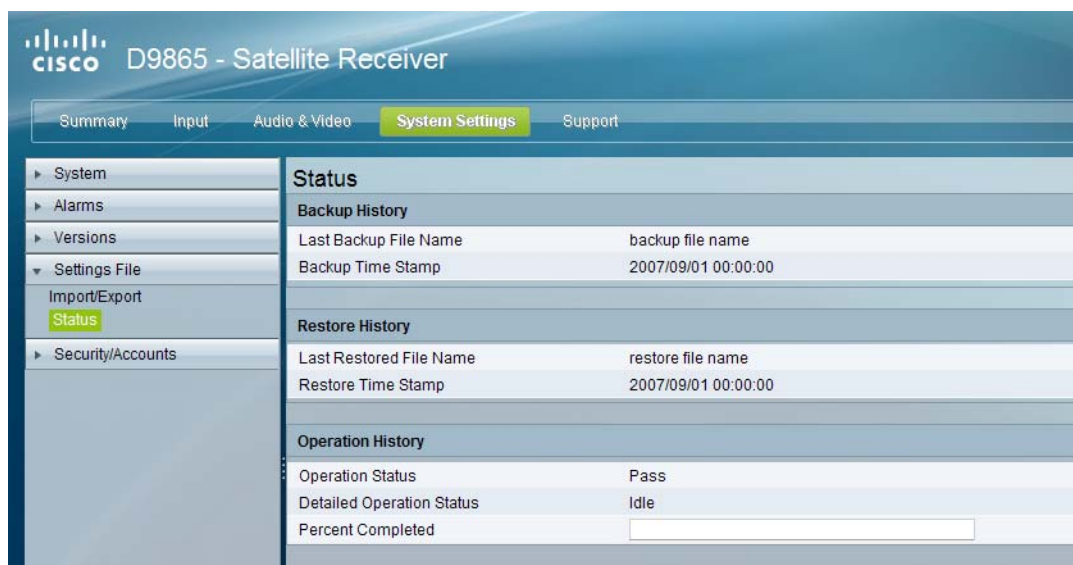 CISCO D9865 - Satellite Receiver
Summary Input Audio & Video System Settings Support
System
Alarms
Versions
Settings File
Import/Export
Status
Security/Accounts
Status
Backup History
Last Backup File Name backup file name
Backup Time Stamp 2007/09/01 00:00:00
Restore History
Last Restored File Name restore file name
Restore Time Stamp 2007/09/01 00:00:00
Operation History
Operation Status Pass
Detailed Operation Status Idle
Percent Completed